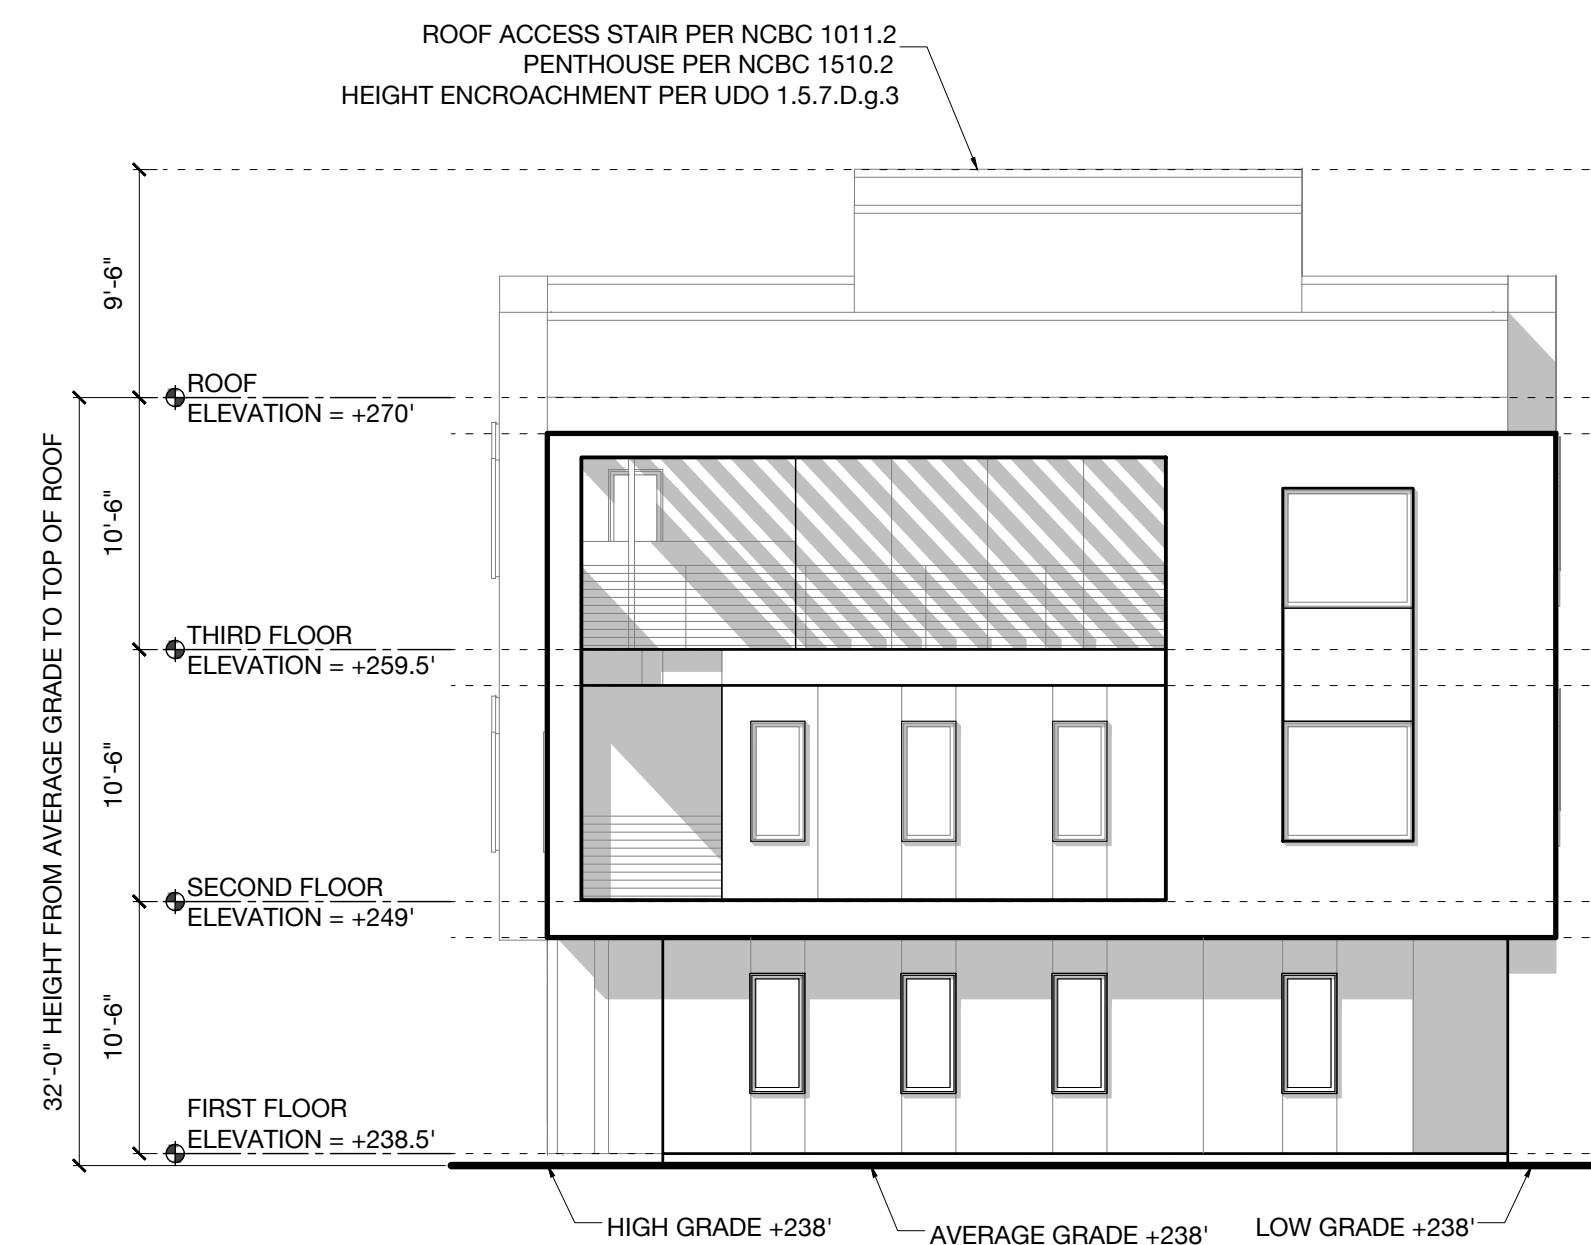 ROOF ACCESS STAIR PER NCBC 1011.2
PENTHOUSE PER NCBC 1510.2
HEIGHT ENCROACHMENT PER UDO 1.5.7.D.g.3
9'-6"
ROOF
ELEVATION = +270'
10'-6"
THIRD FLOOR
ELEVATION = +259.5'
10'-6"
SECOND FLOOR
ELEVATION = +249'
10'-6"
FIRST FLOOR
ELEVATION = +238.5'
32'-0" HEIGHT FROM AVERAGE GRADE TO TOP OF ROOF
HIGH GRADE +238'
AVERAGE GRADE +238'
LOW GRADE +238'